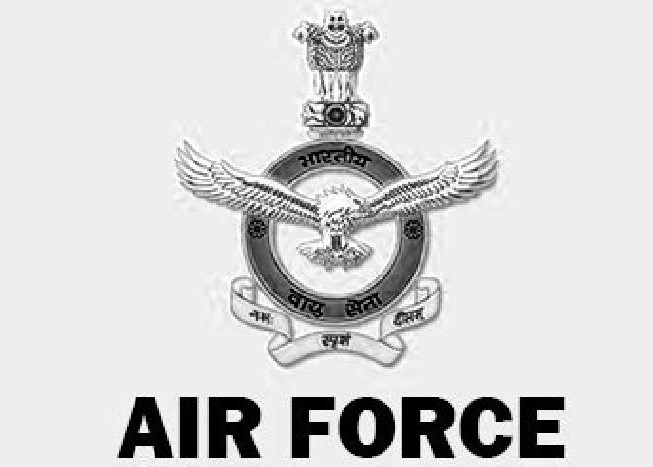 भारतीय
वायु सेना
नभः स्पृशं दीप्तम्
AIR FORCE